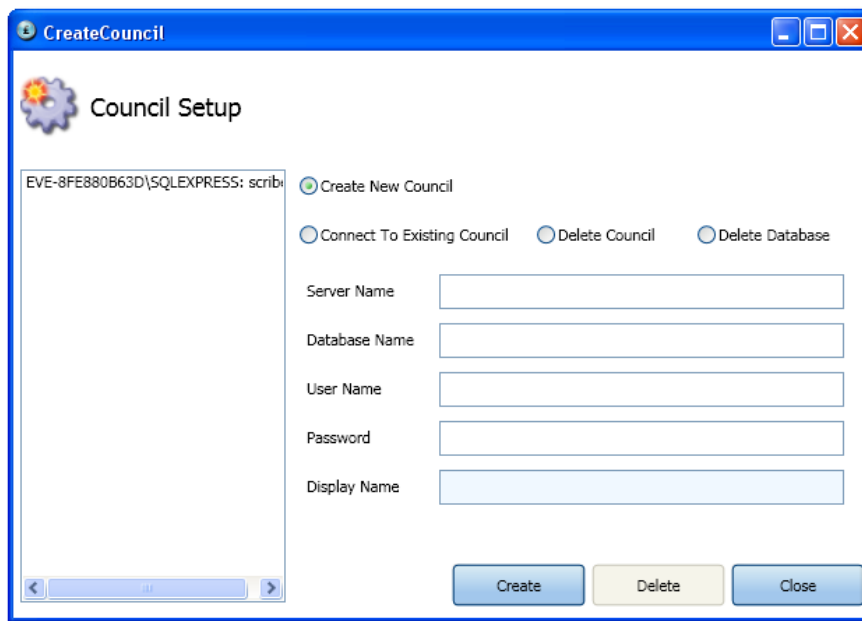 CreateCouncil
Council Setup
EVE-8FE880B63D\SQLEXPRESS: scrib
Create New Council
Connect To Existing Council Delete Council Delete Database
Server Name
Database Name
User Name
Password
Display Name
Create Delete Close